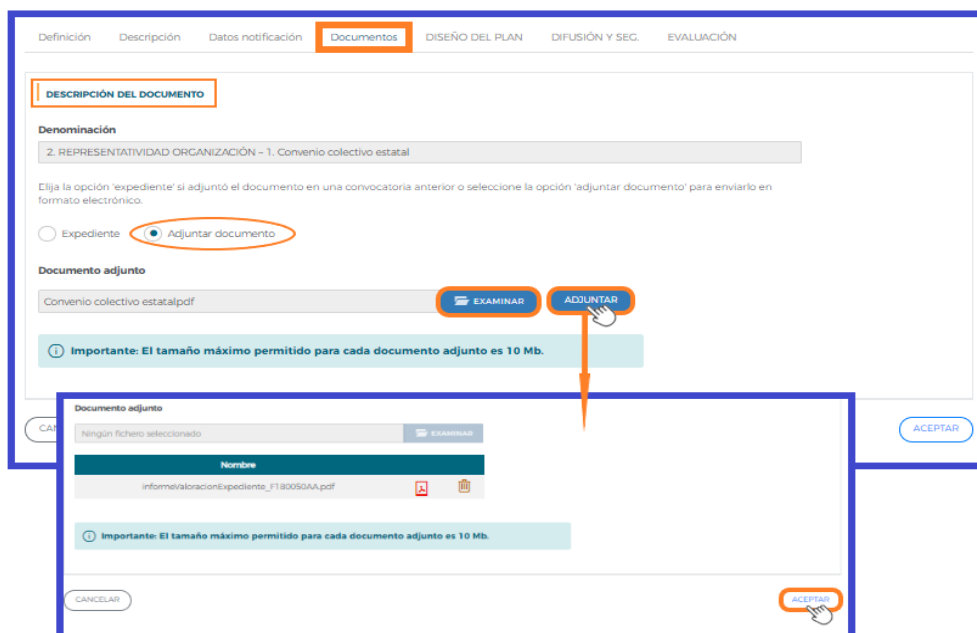 Definición Descripción Datos notificación Documentos DISEÑO DEL PLAN DIFUSIÓN Y SEG. EVALUACIÓN
DESCRIPCIÓN DEL DOCUMENTO
Denominación
2. REPRESENTATIVIDAD ORGANIZACIÓN – 1. Convenio colectivo estatal
Elija la opción 'expediente' si adjuntó el documento en una convocatoria anterior o seleccione la opción 'adjuntar documento' para enviarlo en
formato electrónico.
Expediente Adjuntar documento
Documento adjunto
Convenio colectivo estatalpdf EXAMINAR ADJUNTAR
Importante: El tamaño máximo permitido para cada documento adjunto es 10 Mb.
CAN ACEPTAR
Documento adjunto
Ningún fichero seleccionado EXAMINAR
Nombre
informeValoracionExpediente_F180050AA.pdf
Importante: El tamaño máximo permitido para cada documento adjunto es 10 Mb.
CANCELAR ACEPTAR